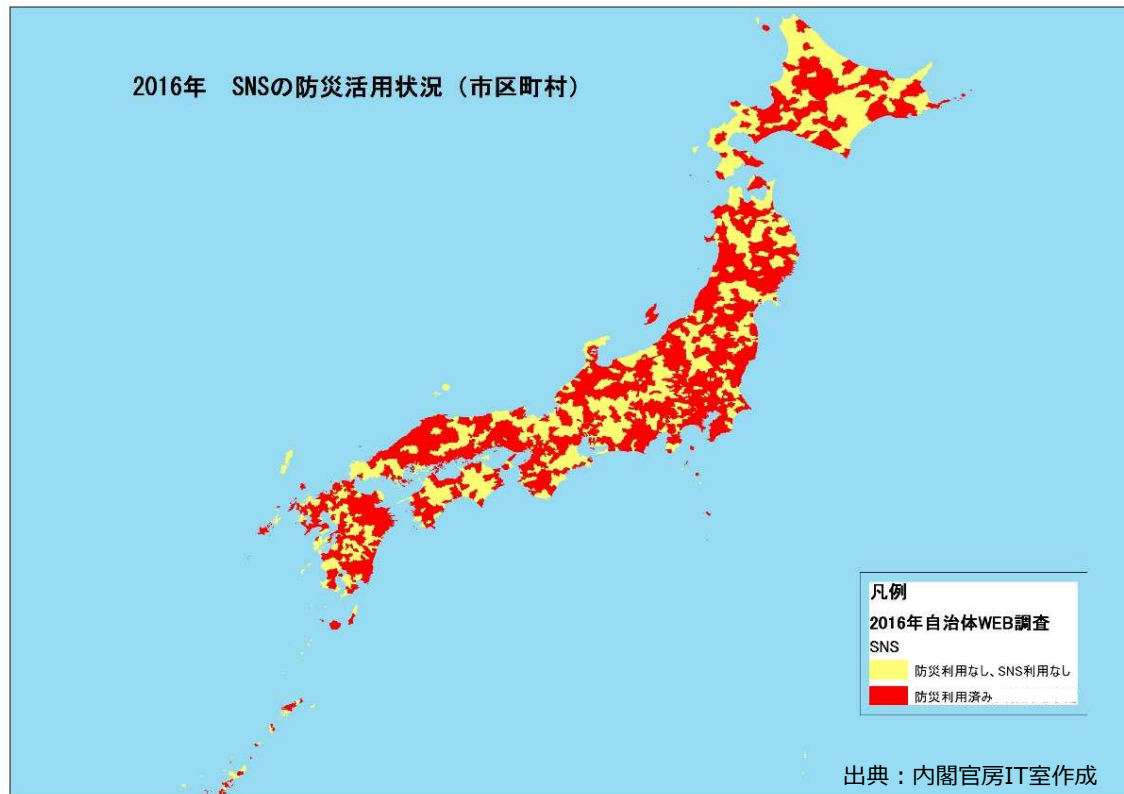 2016年 SNSの防災活用状況（市区町村）
凡例
2016年自治体WEB調査
SNS
防災利用なし、SNS利用なし
防災利用済み
出典：内閣官房IT室作成